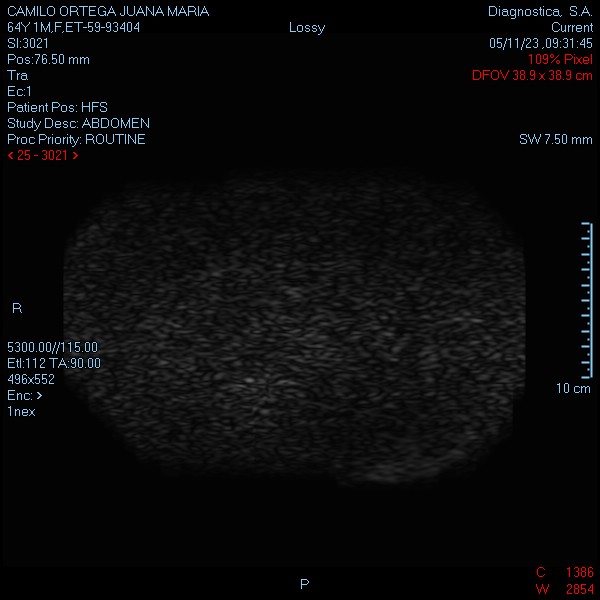 CAMILO ORTEGA JUANA MARIA
64Y 1M,F,ET-59-93404
SI:3021
Pos:76.50 mm
Tra
Ec:1
Patient Pos: HFS
Study Desc: ABDOMEN
Proc Priority: ROUTINE
< 25 - 3021 >
Lossy
Diagnostica, S.A.
Current
05/11/23 ,09:31:45
109% Pixel
DFOV 38.9 x 38.9 cm
SW 7.50 mm
R
5300.00//115.00
Etl:112 TA:90.00
496x552
Enc: >
1nex
10 cm
P
C 1386
W 2854